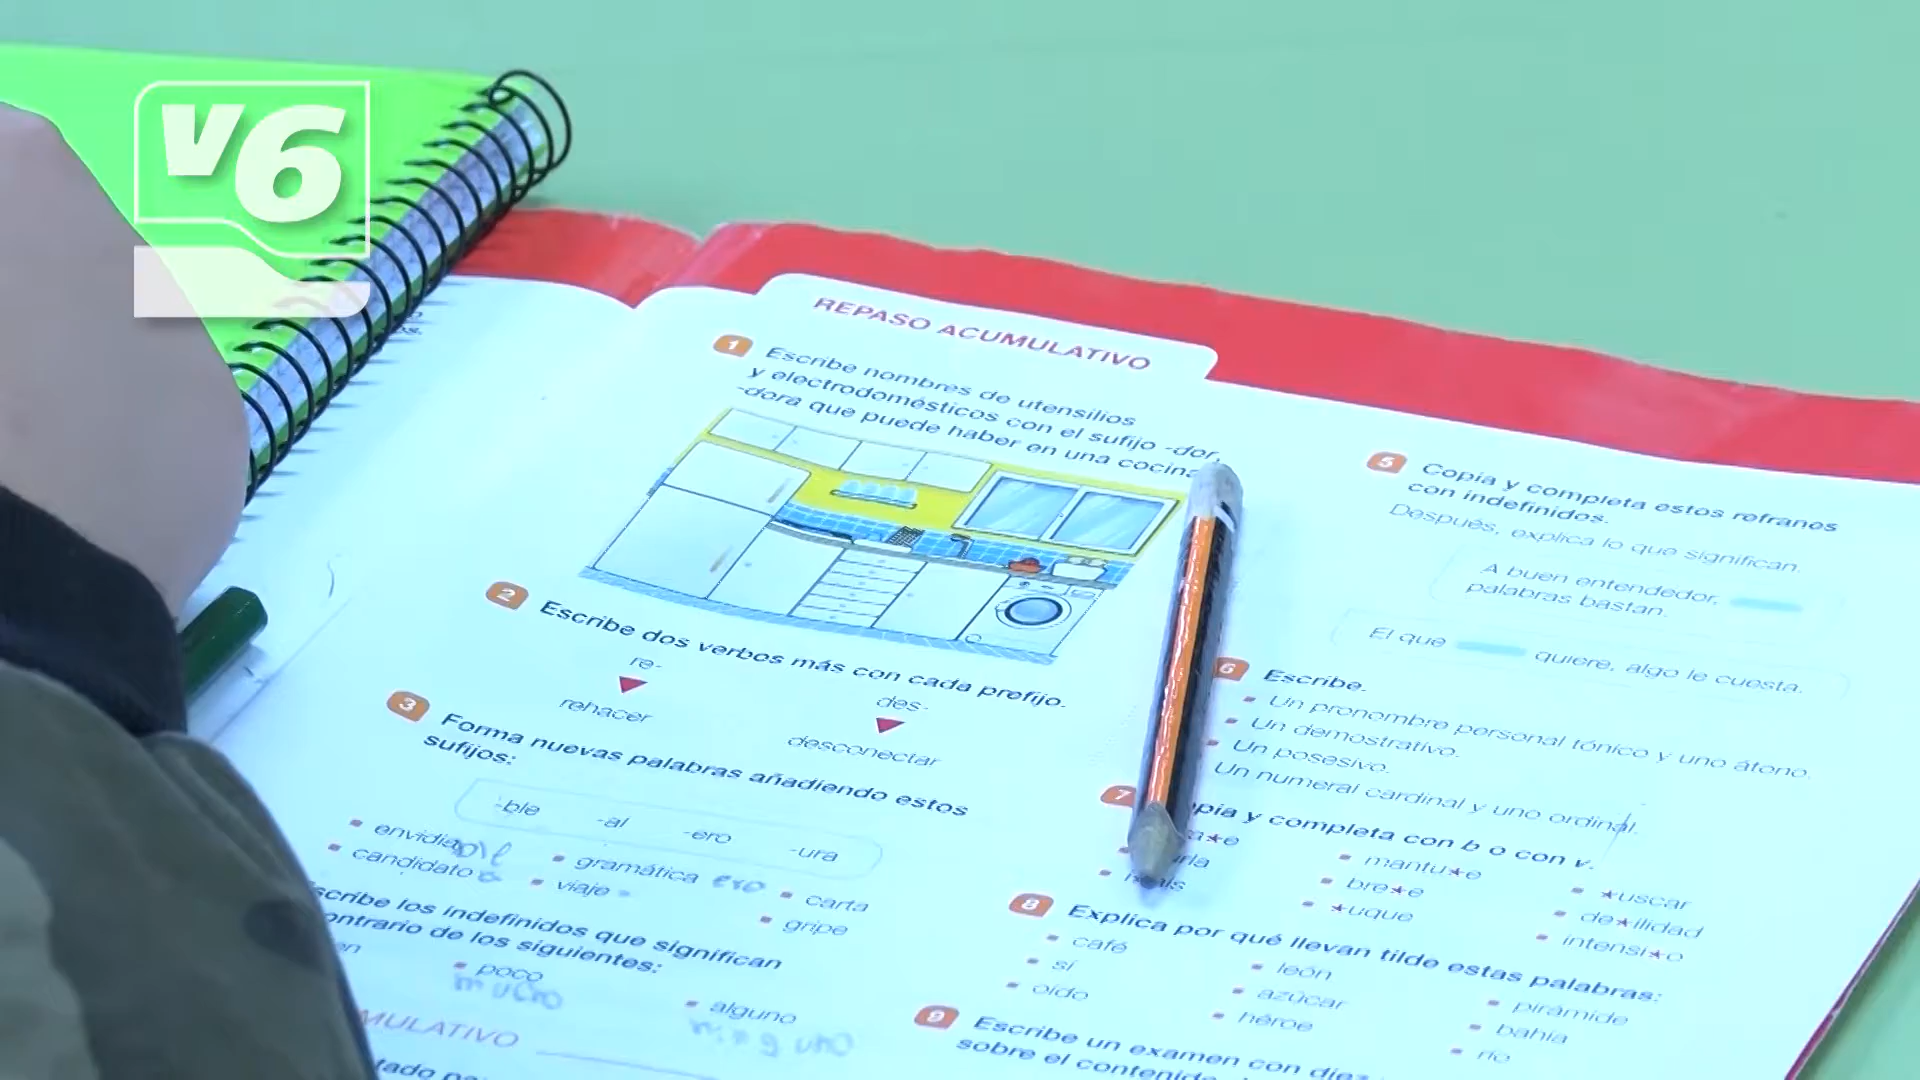 v6
REPASO ACUMULATIVO
1 Escribe nombres de utensilios
y electrodomésticos con el sufijo -dor,
-dora que puede haber en una cocina
2 Escribe dos verbos más con cada prefijo.
re-
des-
rehacer
desconectar
3 Forma nuevas palabras añadiendo estos
sufijos:
-ble -al -ero -ura
envidia
gramática ero
carta
candidato
viaje
gripe
los indefinidos que significan
de los siguientes:
poco
mucho
alguno
ninguno
5 Copia y completa estos refranes
con indefinidos.
Después, explica lo que significan.
A buen entendedor,
palabras bastan.
El que quiere, algo le cuesta.
6 Escribe.
Un pronombre personal tónico y uno átono.
Un demostrativo.
Un posesivo.
Un numeral cardinal y uno ordinal.
7 y completa con b o con v.
mantu★e
★uscar
bre★e
de★ilidad
★uque
intensi★o
8 Explica por qué llevan tilde estas palabras:
café
león
pirámide
sí
azúcar
bahía
oído
héroe
río
9 Escribe un examen con diez
sobre el contenido